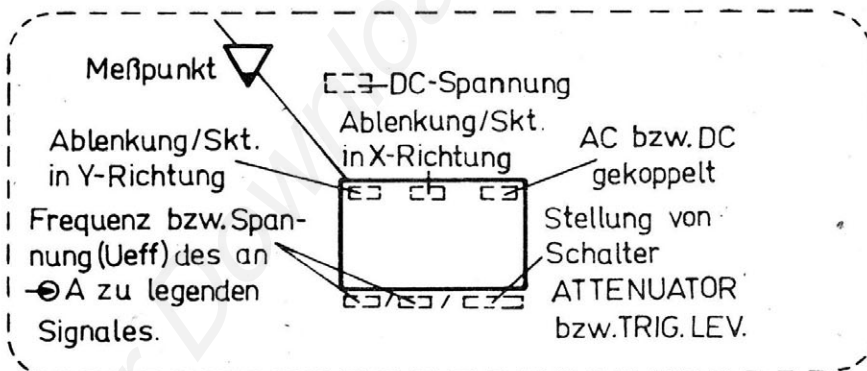 Meßpunkt
DC-Spannung
Ablenkung/Skt.
in Y-Richtung
Ablenkung/Skt.
in X-Richtung
AC bzw. DC
gekoppelt
Frequenz bzw. Span-
nung (Ueff) des an
A zu legenden
Signales.
Stellung von
Schalter
ATTENUATOR
bzw. TRIG. LEV.
/ /